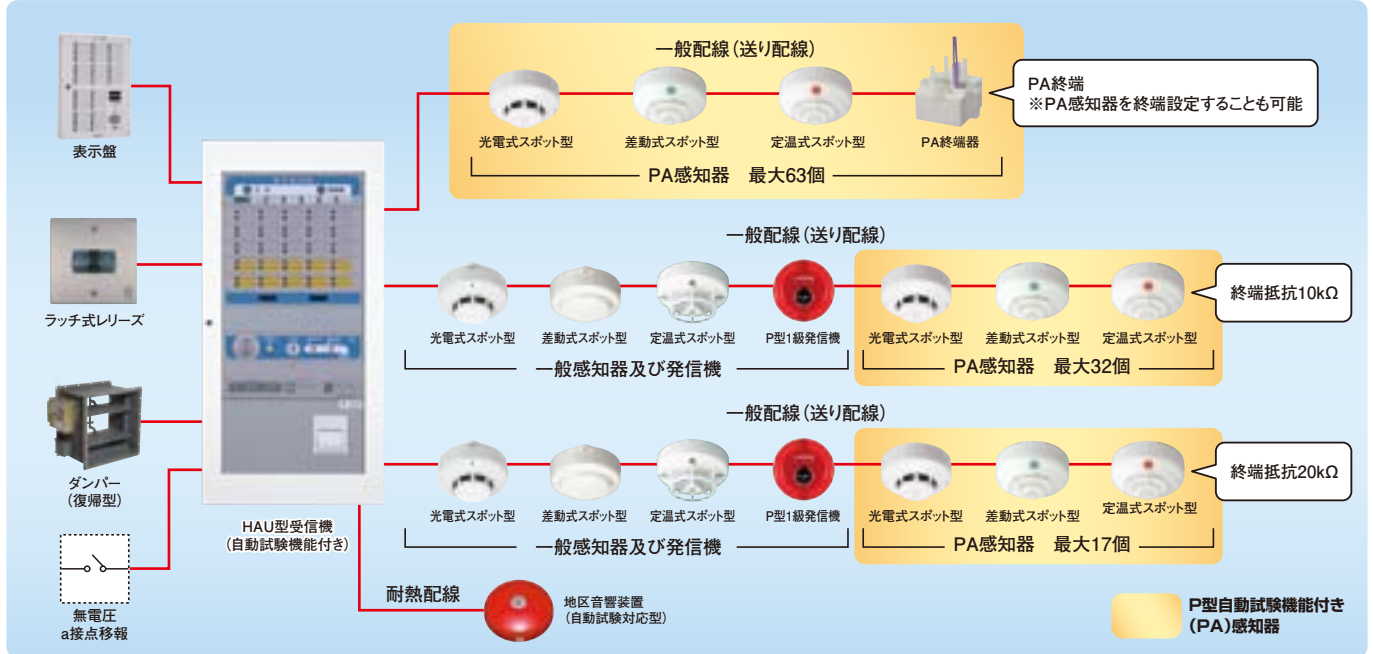 表示盤
ラッチ式レリーズ
ダンパー
(復帰型)
無電圧
a接点移報
HAU型受信機
(自動試験機能付き)
一般配線(送り配線)
光電式スポット型
差動式スポット型
定温式スポット型
PA終端器
PA感知器 最大63個
PA終端
※PA感知器を終端設定することも可能
一般配線(送り配線)
光電式スポット型
差動式スポット型
定温式スポット型
P型1級発信機
光電式スポット型
差動式スポット型
定温式スポット型
一般感知器及び発信機
PA感知器 最大32個
終端抵抗10kΩ
一般配線(送り配線)
光電式スポット型
差動式スポット型
定温式スポット型
P型1級発信機
光電式スポット型
差動式スポット型
定温式スポット型
一般感知器及び発信機
PA感知器 最大17個
終端抵抗20kΩ
耐熱配線
地区音響装置
(自動試験対応型)
P型自動試験機能付き
(PA)感知器